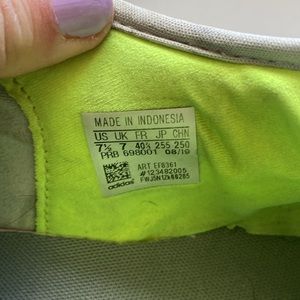 MADE IN INDONESIA
US UK FR JP CHN
7½ 7 40⅔ 255 250
PRB 698001 08/19
ART EF8361
#123482005
adidas